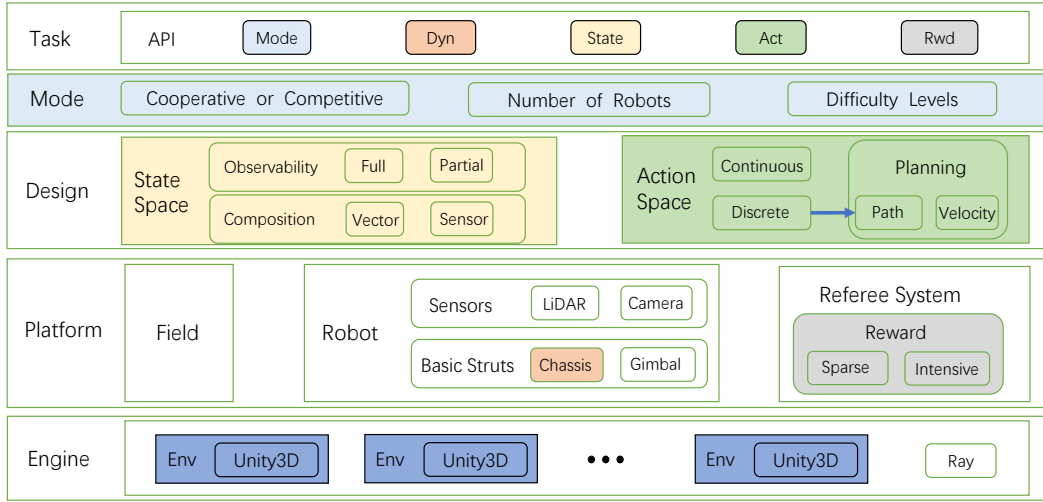 Task
API
Mode
Dyn
State
Act
Rwd
Mode
Cooperative or Competitive
Number of Robots
Difficulty Levels
Design
State
Space
Observability
Full
Partial
Composition
Vector
Sensor
Action
Space
Continuous
Discrete
Planning
Path
Velocity
Platform
Field
Robot
Sensors
LiDAR
Camera
Basic Struts
Chassis
Gimbal
Referee System
Reward
Sparse
Intensive
Engine
Env
Unity3D
Env
Unity3D
•••
Env
Unity3D
Ray